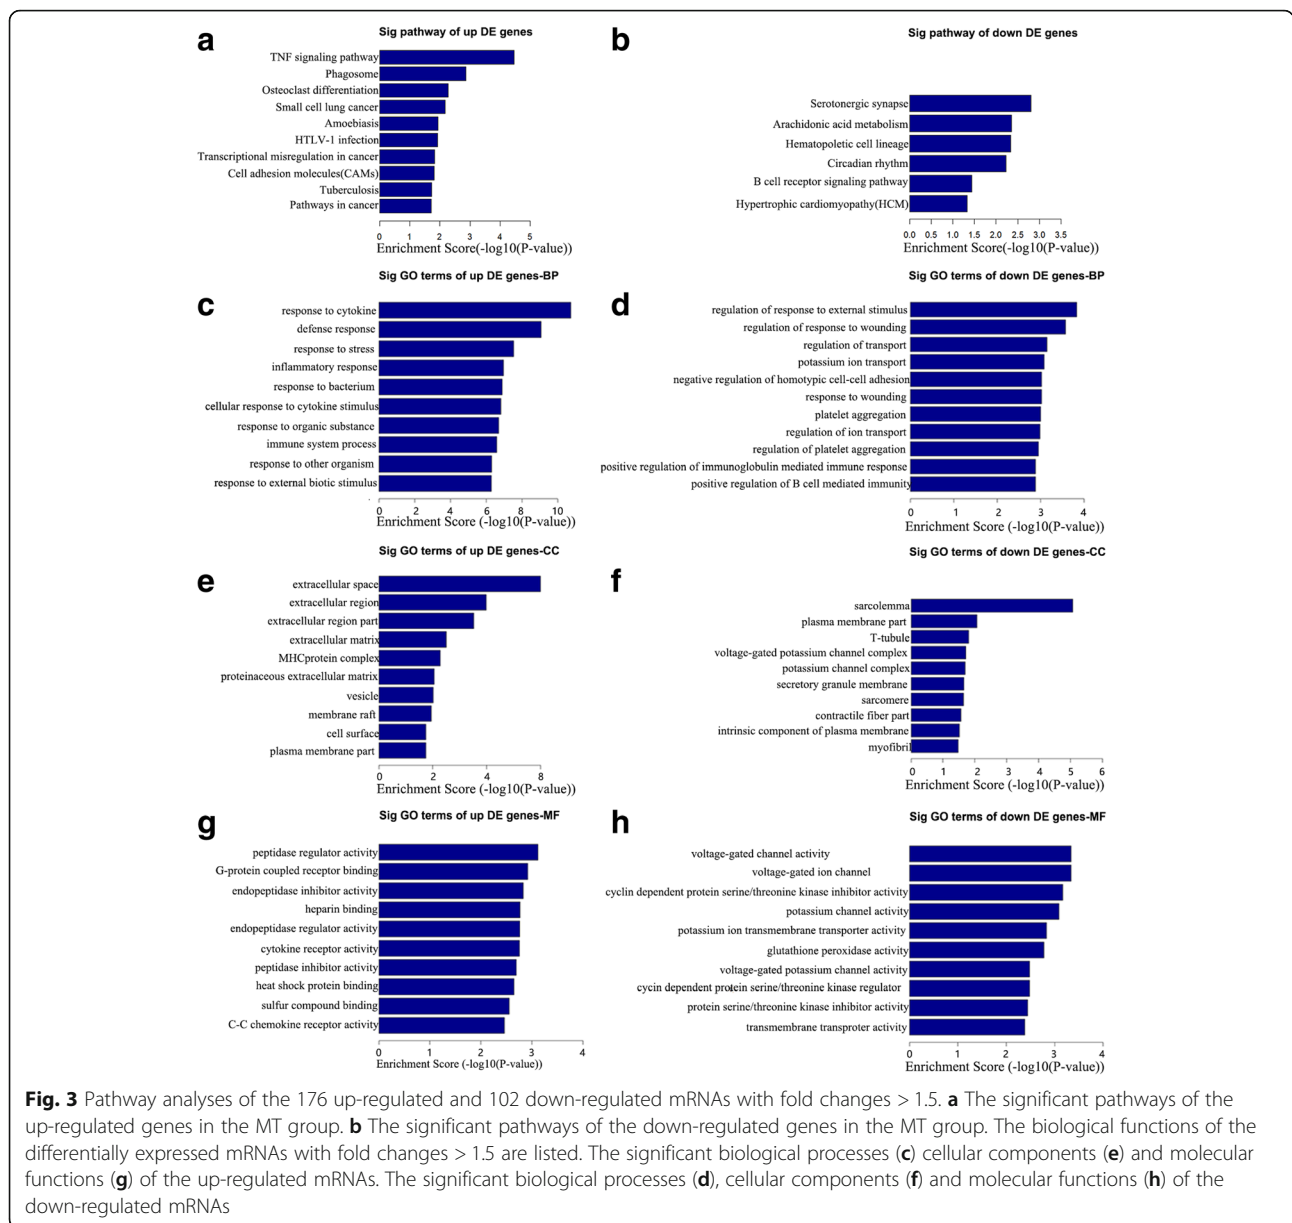 a
Sig pathway of up DE genes
TNF signaling pathway
Phagosome
Osteoclast differentiation
Small cell lung cancer
Amoebiasis
HTLV-1 infection
Transcriptional misregulation in cancer
Cell adhesion molecules(CAMs)
Tuberculosis
Pathways in cancer
0 1 2 3 4 5
Enrichment Score(-log10(P-value))
b
Sig pathway of down DE genes
Serotonergic synapse
Arachidonic acid metabolism
Hematopoletic cell lineage
Circadian rhythm
B cell receptor signaling pathway
Hypertrophic cardiomyopathy(HCM)
0.0 0.5 1.0 1.5 2.0 2.5 3.0 3.5
Enrichment Score(-log10(P-value))
c
Sig GO terms of up DE genes-BP
response to cytokine
defense response
response to stress
inflammatory response
response to bacterium
cellular response to cytokine stimulus
response to organic substance
immune system process
response to other organism
response to external biotic stimulus
0 2 4 6 8 10
Enrichment Score (-log10(P-value))
d
Sig GO terms of down DE genes-BP
regulation of response to external stimulus
regulation of response to wounding
regulation of transport
potassium ion transport
negative regulation of homotypic cell-cell adhesion
response to wounding
platelet aggregation
regulation of ion transport
regulation of platelet aggregation
positive regulation of immunoglobulin mediated immune response
positive regulation of B cell mediated immunity
0 1 2 3 4
Enrichment Score (-log10(P-value))
e
Sig GO terms of up DE genes-CC
extracellular space
extracellular region
extracellular region part
extracellular matrix
MHCprotein complex
proteinaceous extracellular matrix
vesicle
membrane raft
cell surface
plasma membrane part
0 2 4 8
Enrichment Score (-log10(P-value))
f
Sig GO terms of down DE genes-CC
sarcolemma
plasma membrane part
T-tubule
voltage-gated potassium channel complex
potassium channel complex
secretory granule membrane
sarcomere
contractile fiber part
intrinsic component of plasma membrane
myofibril
0 1 2 3 4 5 6
Enrichment Score (-log10(P-value))
g
Sig GO terms of up DE genes-MF
peptidase regulator activity
G-protein coupled receptor binding
endopeptidase inhibitor activity
heparin binding
endopeptidase regulator activity
cytokine receptor activity
peptidase inhibitor activity
heat shock protein binding
sulfur compound binding
C-C chemokine receptor activity
0 1 2 3 4
Enrichment Score (-log10(P-value))
h
Sig GO terms of down DE genes-MF
voltage-gated channel activity
voltage-gated ion channel
cyclin dependent protein serine/threonine kinase inhibitor activity
potassium channel activity
potassium ion transmembrane transporter activity
glutathione peroxidase activity
voltage-gated potassium channel activity
cycin dependent protein serine/threonine kinase regulator
protein serine/threonine kinase inhibitor activity
transmembrane transproter activity
0 1 2 3 4
Enrichment Score (-log10(P-value))
Fig. 3 Pathway analyses of the 176 up-regulated and 102 down-regulated mRNAs with fold changes > 1.5. a The significant pathways of the
up-regulated genes in the MT group. b The significant pathways of the down-regulated genes in the MT group. The biological functions of the
differentially expressed mRNAs with fold changes > 1.5 are listed. The significant biological processes (c) cellular components (e) and molecular
functions (g) of the up-regulated mRNAs. The significant biological processes (d), cellular components (f) and molecular functions (h) of the
down-regulated mRNAs